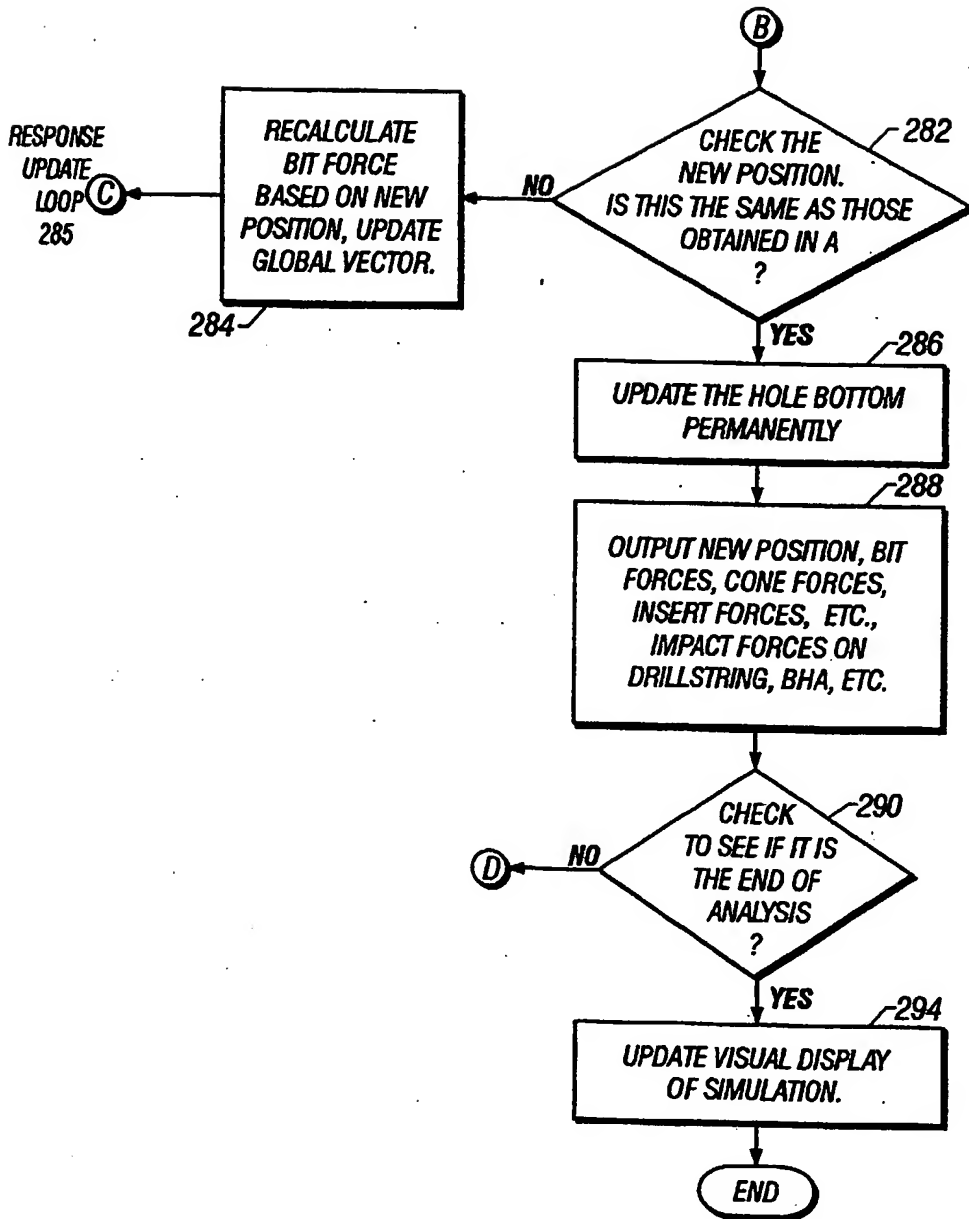 B
CHECK THE
NEW POSITION.
IS THIS THE SAME AS THOSE
OBTAINED IN A
?
282
NO
RECALCULATE
BIT FORCE
BASED ON NEW
POSITION, UPDATE
GLOBAL VECTOR.
284
RESPONSE
UPDATE
LOOP
285
C
YES
286
UPDATE THE HOLE BOTTOM
PERMANENTLY
288
OUTPUT NEW POSITION, BIT
FORCES, CONE FORCES,
INSERT FORCES, ETC.,
IMPACT FORCES ON
DRILLSTRING, BHA, ETC.
290
CHECK
TO SEE IF IT IS
THE END OF
ANALYSIS
?
NO
D
YES
294
UPDATE VISUAL DISPLAY
OF SIMULATION.
END